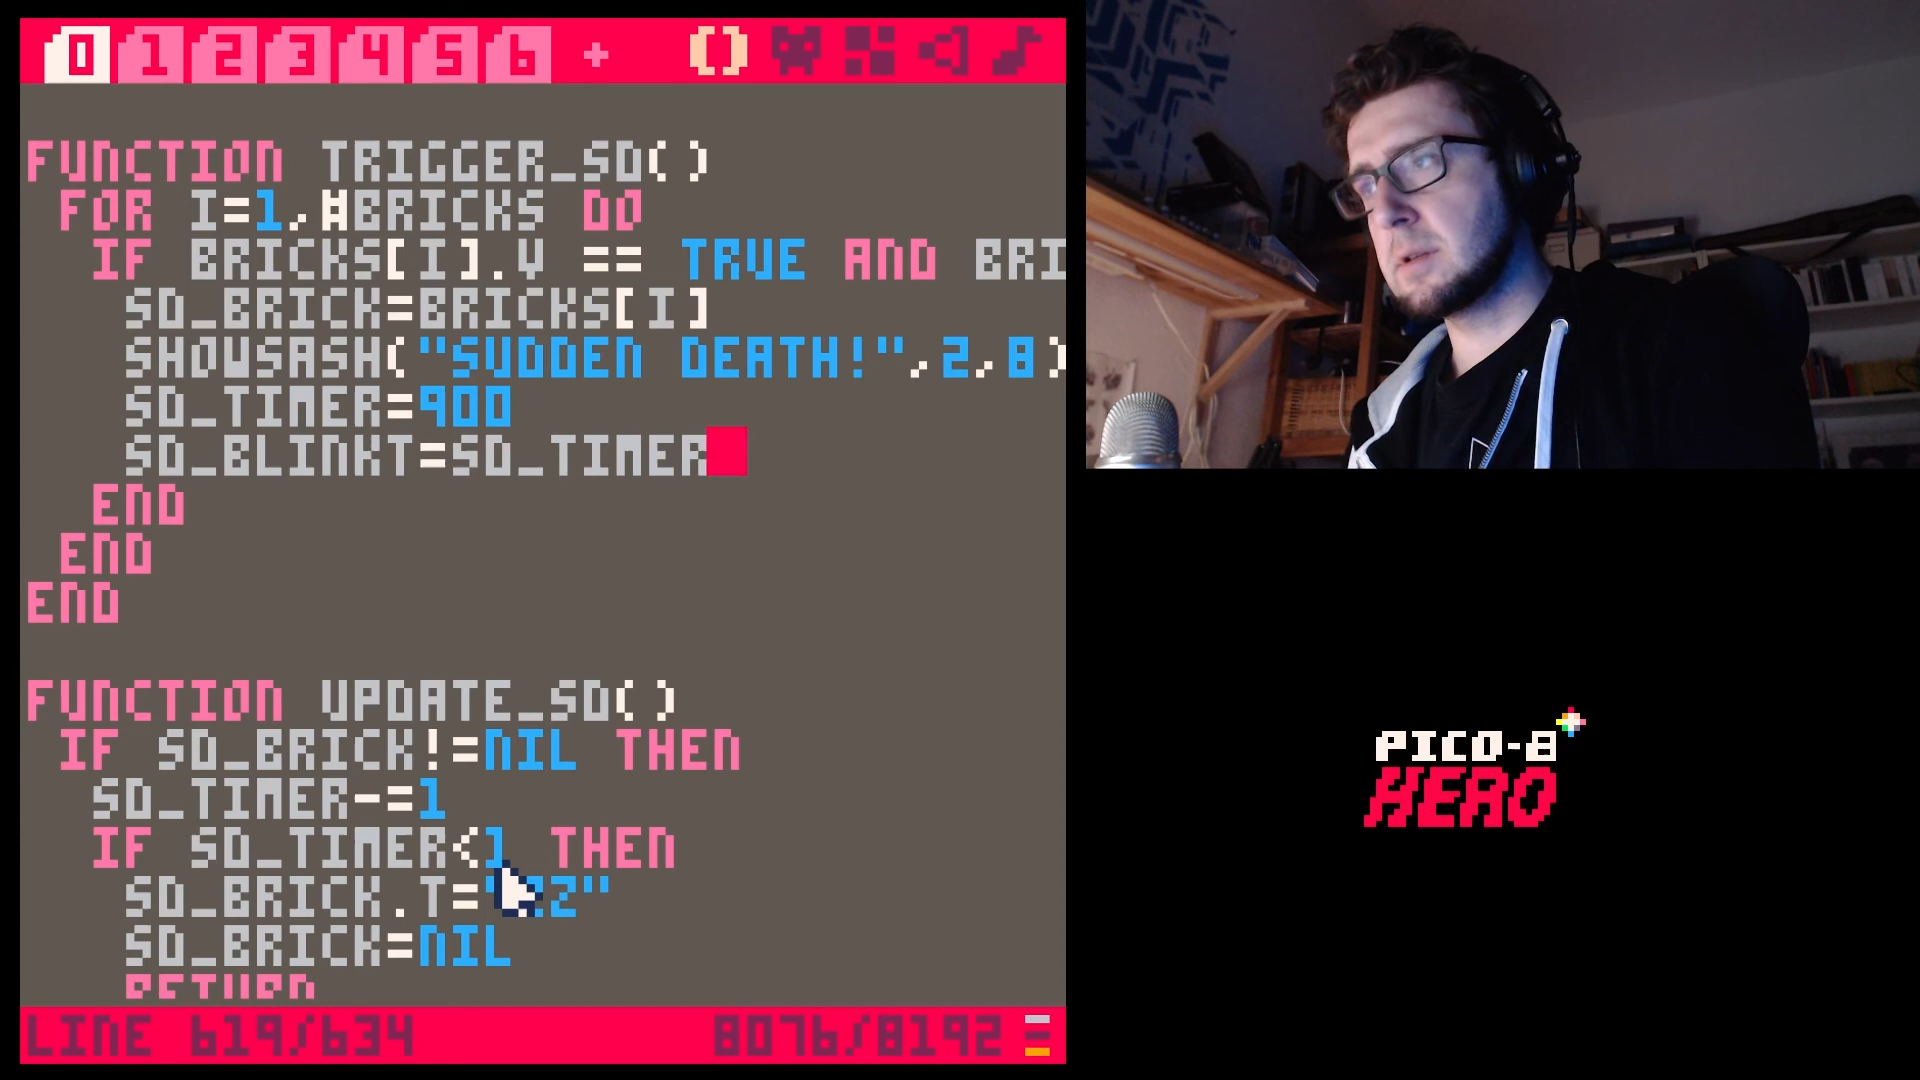 0 1 2 3 4 5 6 +
FUNCTION TRIGGER_SD()
FOR I=1,#BRICKS DO
IF BRICKS[I].V == TRUE AND BRI
SD_BRICK=BRICKS[I]
SHOWSASH("SUDDEN DEATH!",2,8)
SD_TIMER=900
SD_BLINKT=SD_TIMER
END
END
END
FUNCTION UPDATE_SD()
IF SD_BRICK!=NIL THEN
SD_TIMER-=1
IF SD_TIMER<1 THEN
SD_BRICK.T=
SD_BRICK=NIL
RETURN
LINE 619/634 8076/8192
PICO-8
HERO